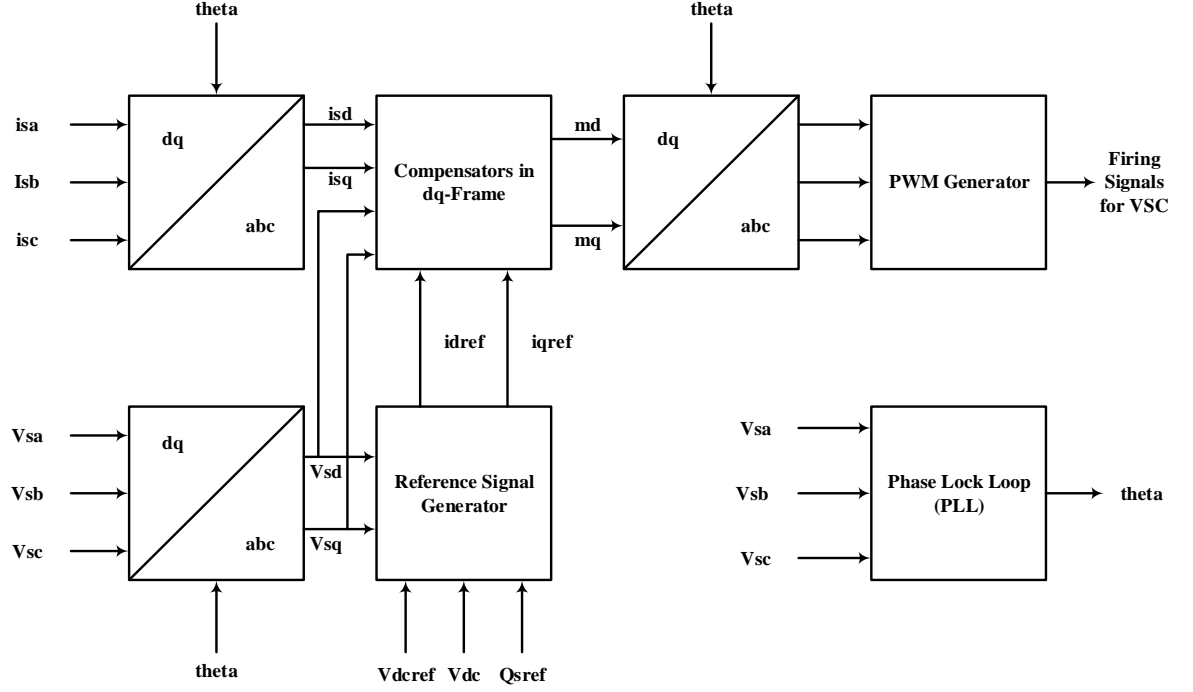 theta
theta
isa
Isb
isc
dq
abc
isd
isq
Compensators in
dq-Frame
md
mq
dq
abc
PWM Generator
Firing
Signals
for VSC
idref
iqref
Vsa
Vsb
Vsc
dq
abc
Vsd
Vsq
Reference Signal
Generator
Vsa
Vsb
Vsc
Phase Lock Loop
(PLL)
theta
theta
Vdcref
Vdc
Qsref